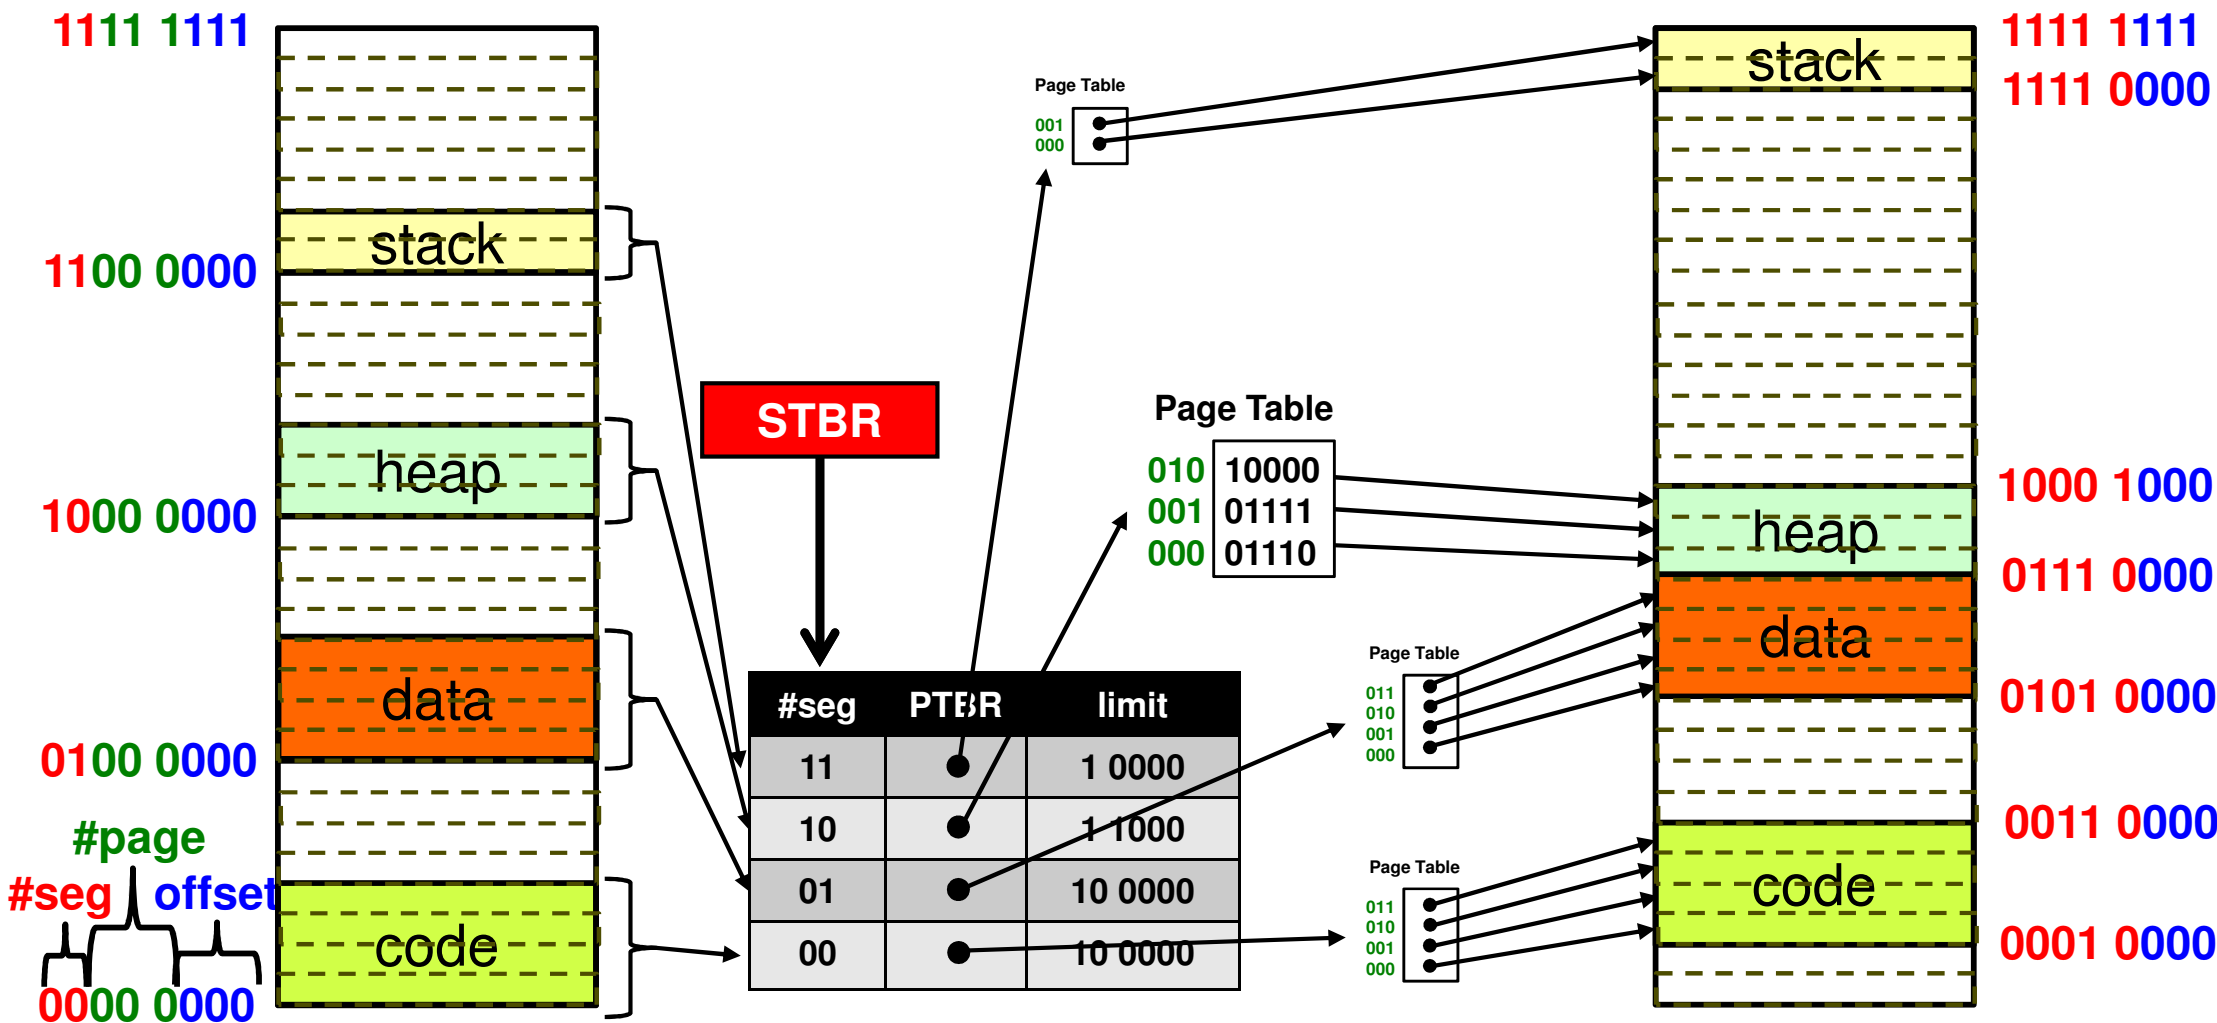 1111 1111
stack
1100 0000
heap
1000 0000
data
0100 0000
#page
#seg
offset
code
0000 0000
STBR
#seg PTBR limit
11 1 0000
10 1 1000
01 10 0000
00 10 0000
Page Table
001
000
Page Table
010 10000
001 01111
000 01110
Page Table
011
010
001
000
Page Table
011
010
001
000
stack
heap
data
code
1111 1111
1111 0000
1000 1000
0111 0000
0101 0000
0011 0000
0001 0000